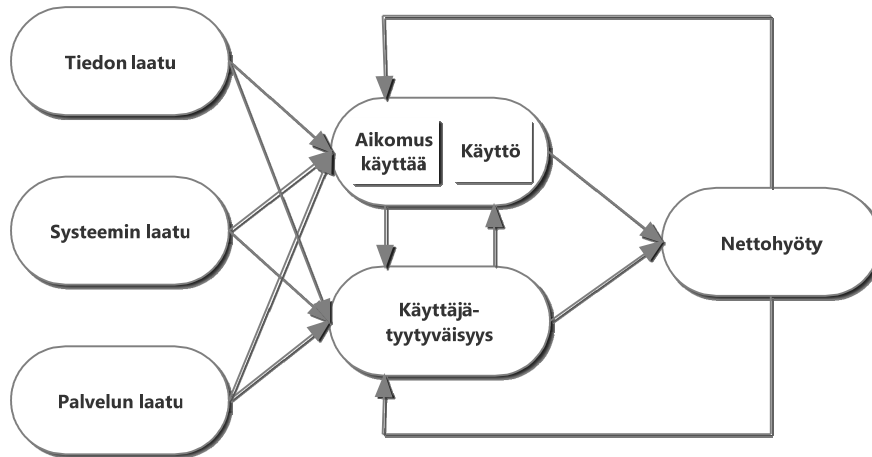 Tiedon laatu
Systeemin laatu
Palvelun laatu
Aikomus
käyttää
Käyttö
Käyttäjä-
tyytyväisyys
Nettohyöty